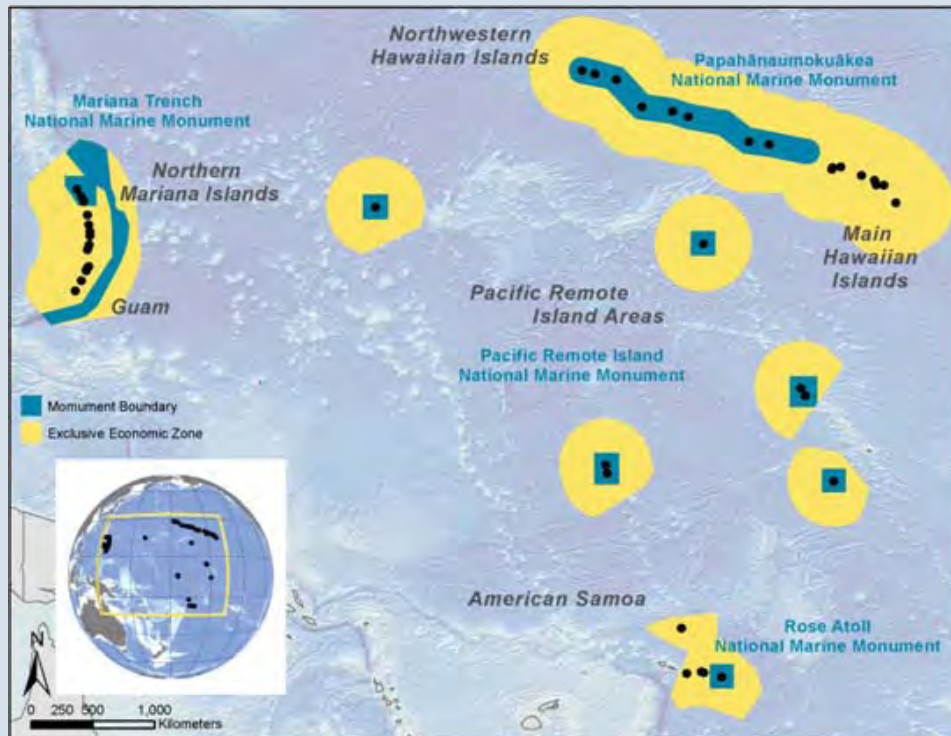 Northwestern
Hawaiian Islands
Papahānaumokuākea
National Marine Monument
Mariana Trench
National Marine Monument
Northern
Mariana Islands
Main
Hawaiian
Islands
Guam
Pacific Remote
Island Areas
Pacific Remote Island
National Marine Monument
Momument Boundary
Exclusive Economic Zone
American Samoa
Rose Atoll
National Marine Monument
N
0 250 500 1,000
Kilometers